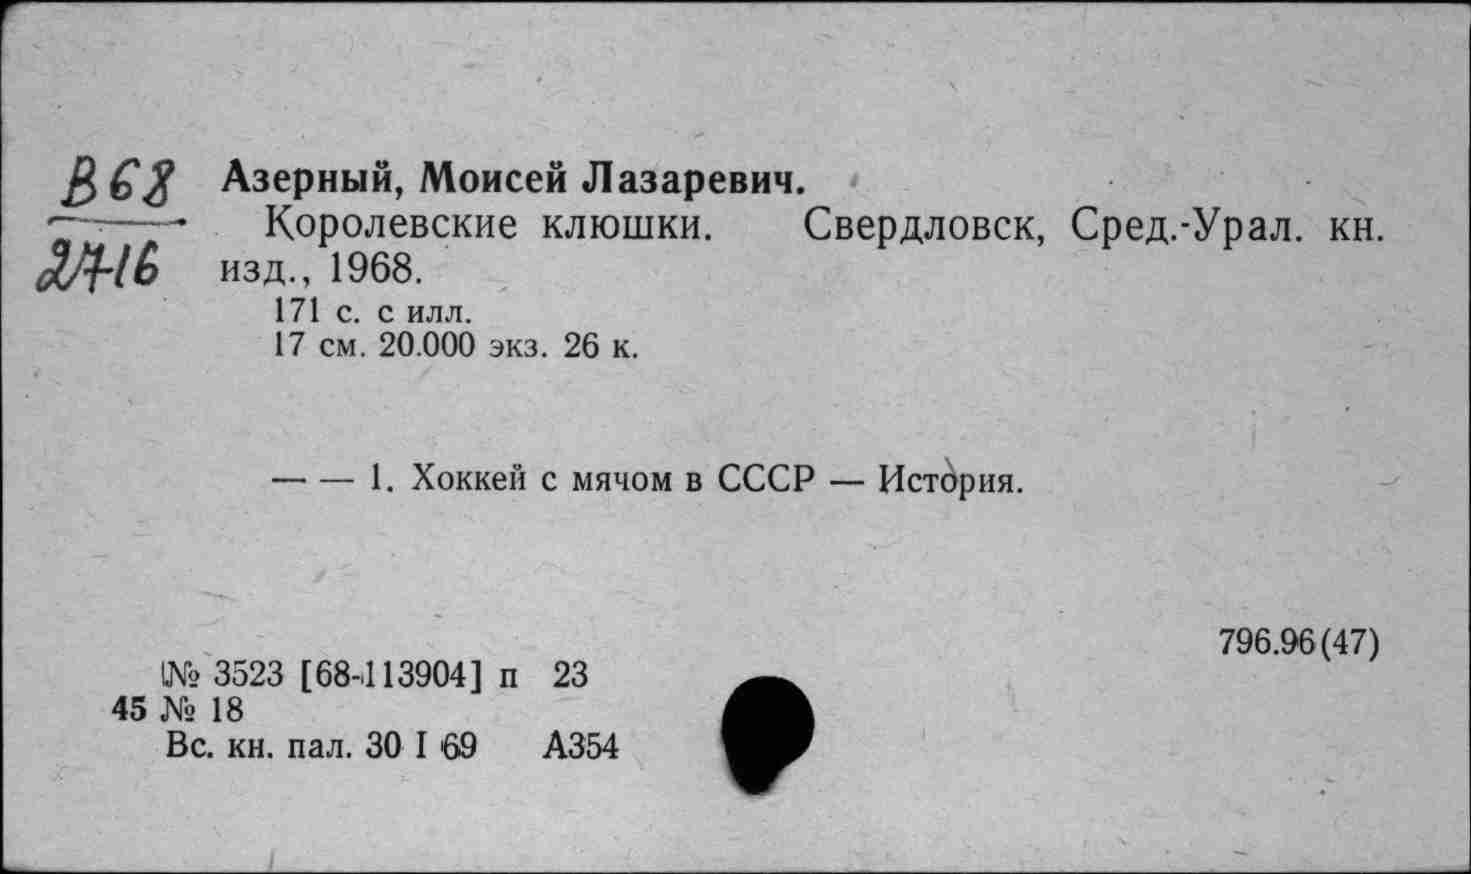 В68 Азерный, Моисей Лазаревич.
Королевские клюшки. Свердловск, Сред.-Урал. кн.
изд., 1968.
171 с. с илл.
17 см. 20.000 экз. 26 к.
— — 1. Хоккей с мячом в СССР — История.
796.96(47)
№ 3523 [68-113904] п 23
45 № 18
Вс. кн. пал. 30 I 69 А354